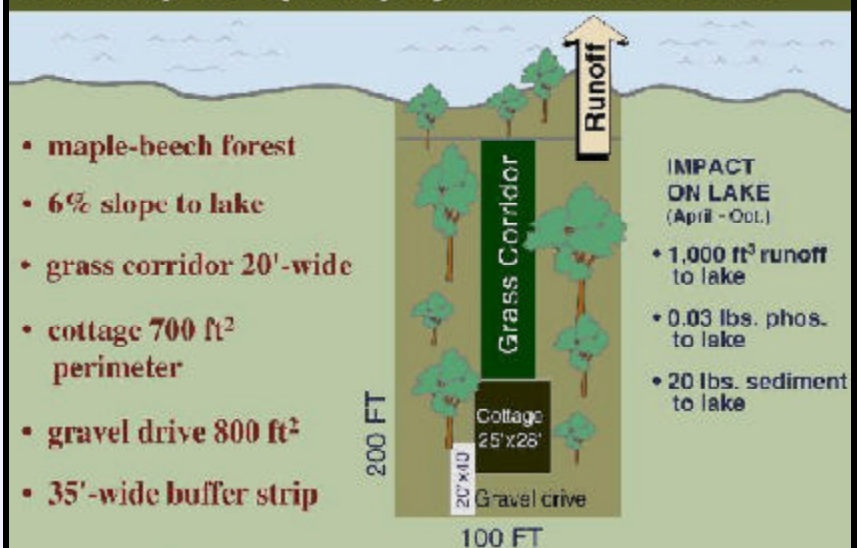 • maple-beech forest
• 6% slope to lake
• grass corridor 20'-wide
• cottage 700 ft²
perimeter
• gravel drive 800 ft²
• 35'-wide buffer strip
Runoff
Grass Corridor
Cottage
25'x28'
20'x40'
Gravel drive
200 FT
100 FT
IMPACT
ON LAKE
(April - Oct.)
• 1,000 ft³ runoff
to lake
• 0.03 lbs. phos.
to lake
• 20 lbs. sediment
to lake